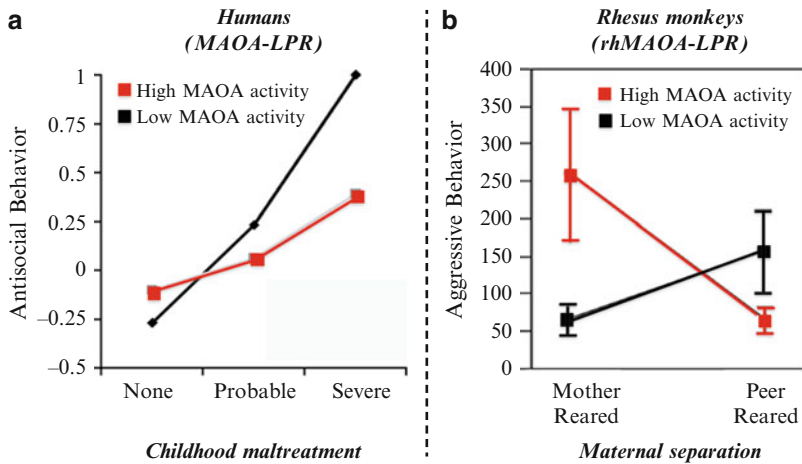 a
Humans
(MAOA-LPR)
Antisocial Behavior
1
0.75
0.5
0.25
0
–0.25
–0.5
High MAOA activity
Low MAOA activity
None Probable Severe
Childhood maltreatment
b
Rhesus monkeys
(rhMAOA-LPR)
Aggressive Behavior
400
350
300
250
200
150
100
50
0
High MAOA activity
Low MAOA activity
Mother Peer
Reared Reared
Maternal separation